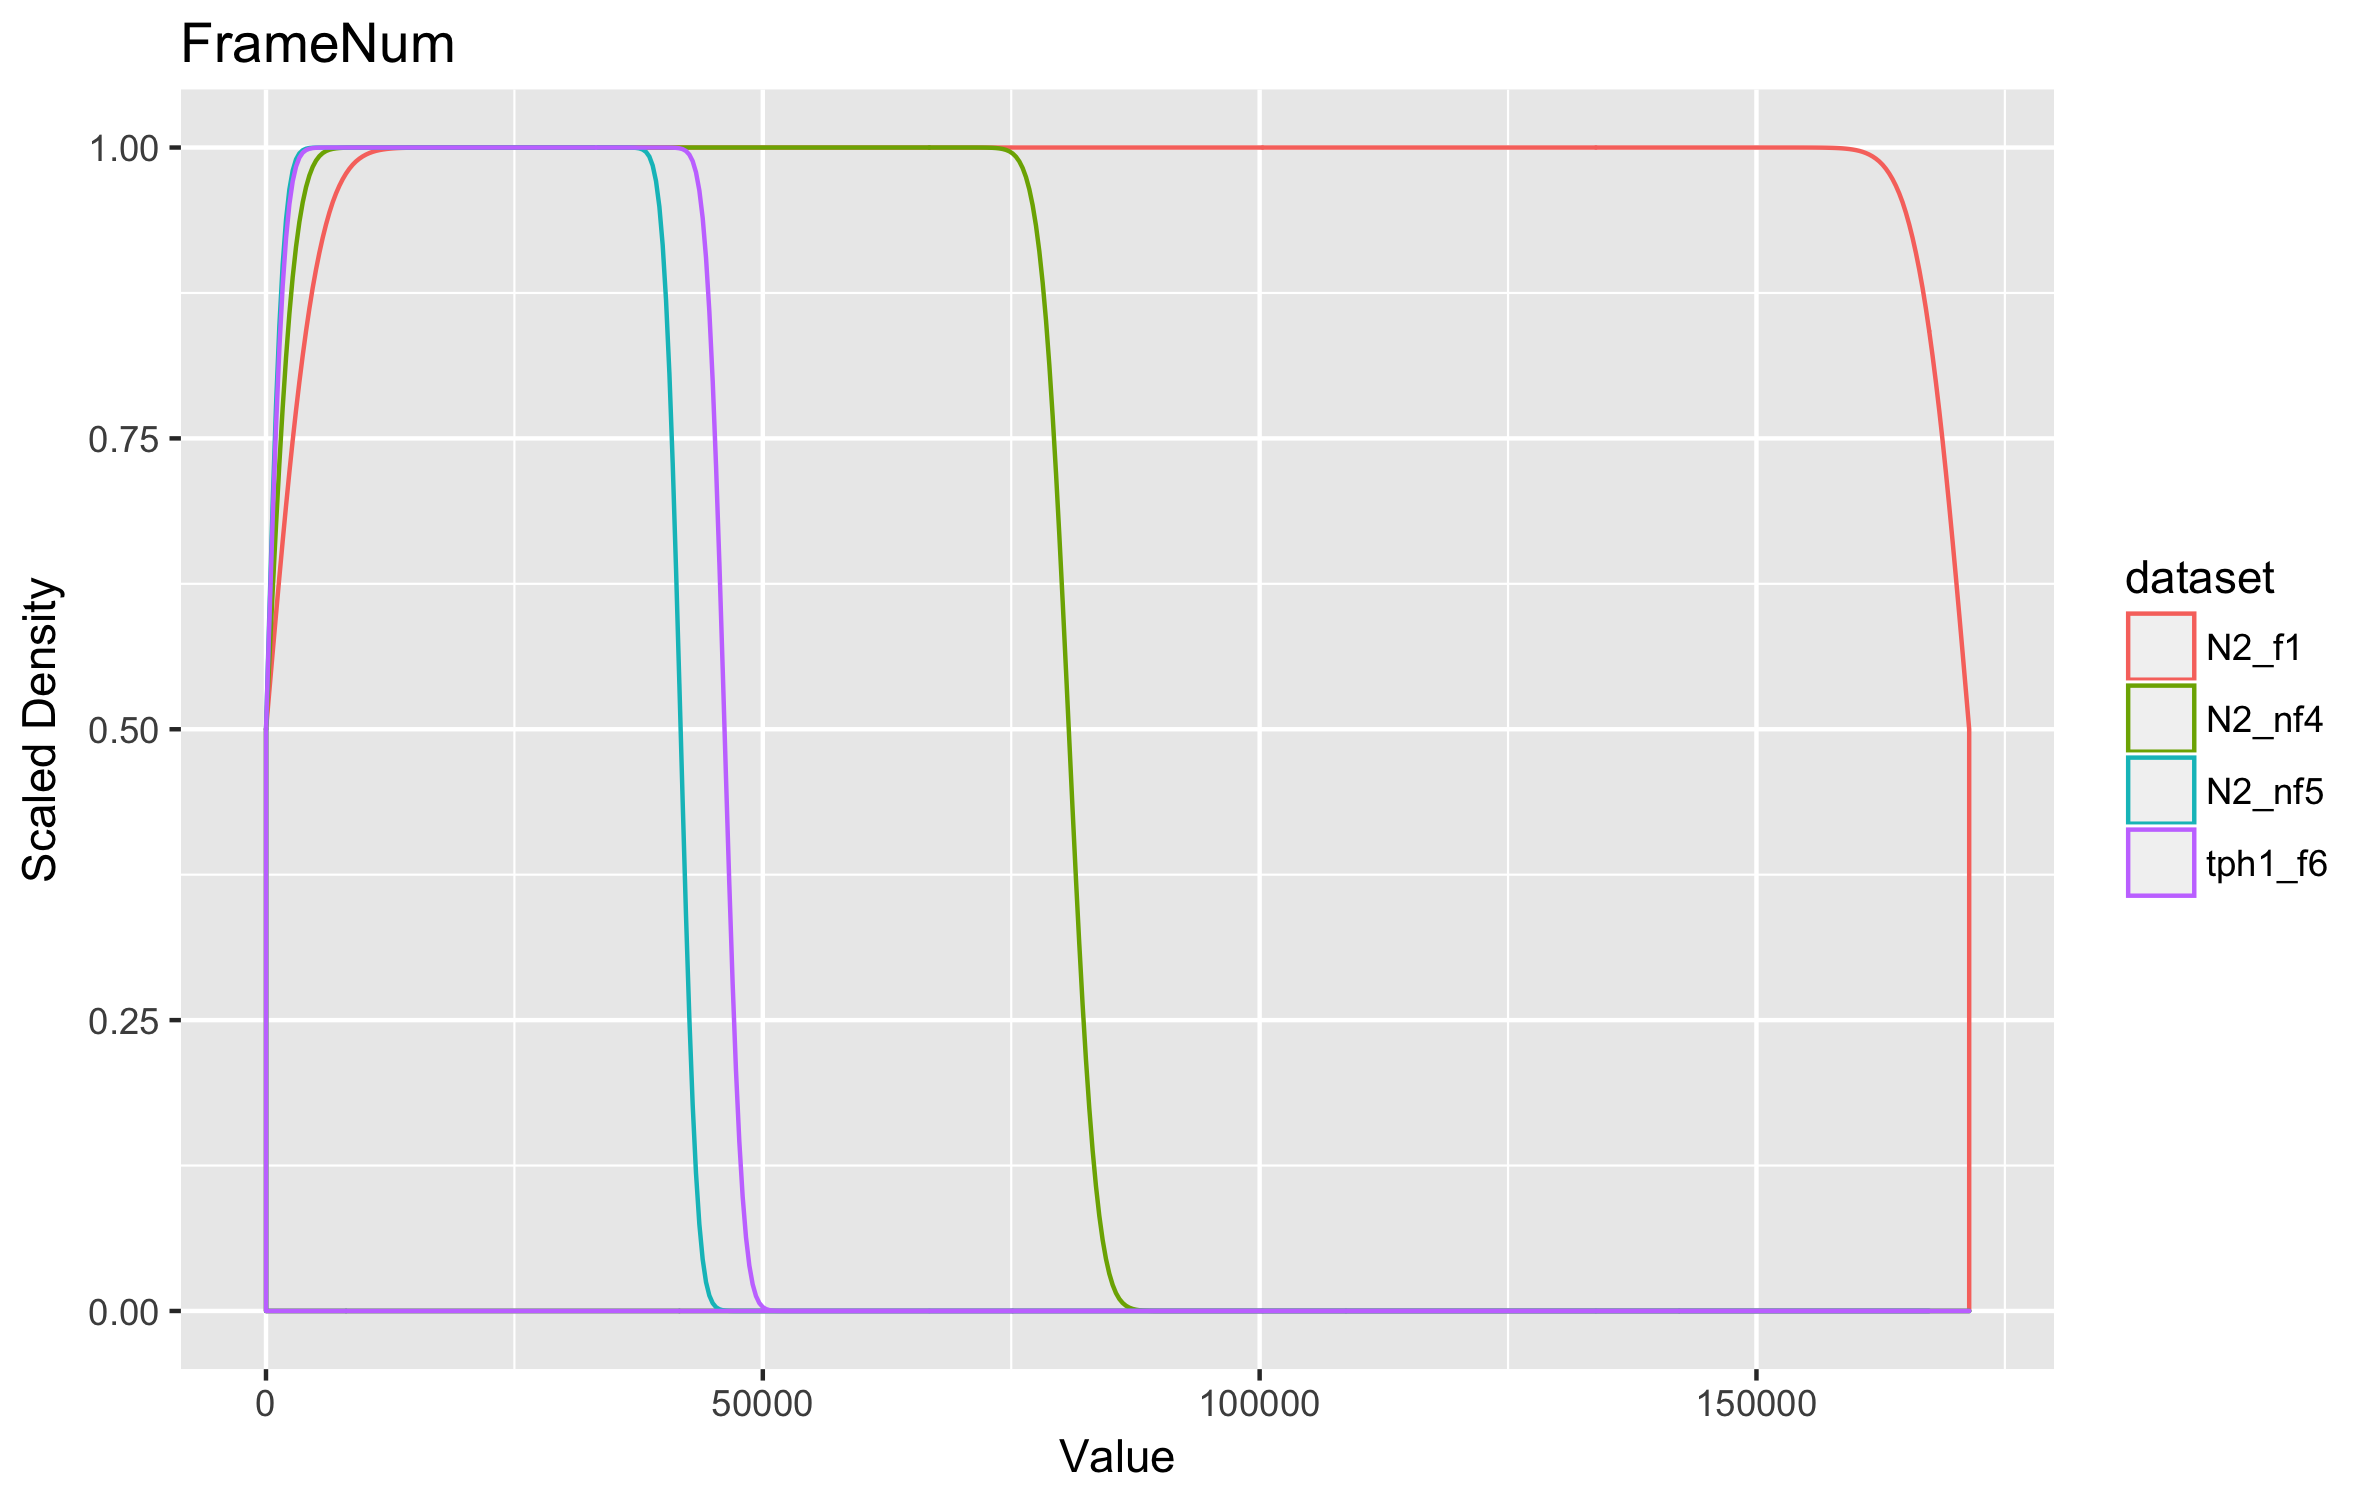 FrameNum
1.00
0.75
0.50
0.25
0.00
Scaled Density
0
50000
100000
150000
Value
dataset
N2_f1
N2_nf4
N2_nf5
tph1_f6